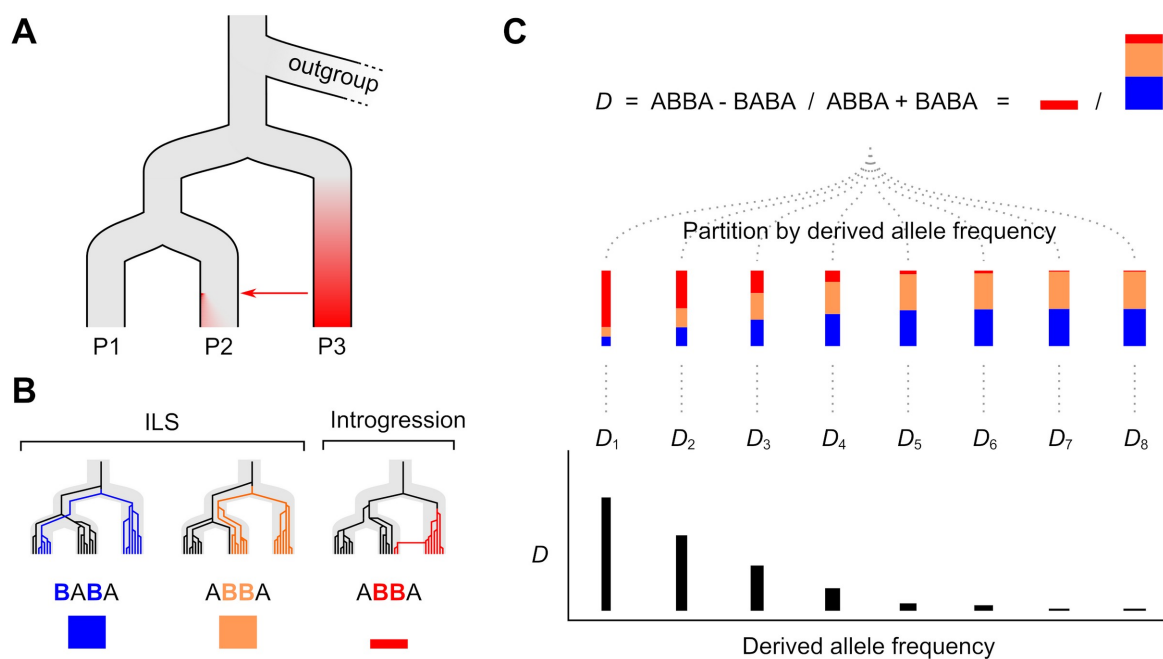 A
outgroup
P1 P2 P3
B
ILS Introgression
BABA ABBA ABBA
C
D = ABBA - BABA / ABBA + BABA = /
Partition by derived allele frequency
D1 D2 D3 D4 D5 D6 D7 D8
D
Derived allele frequency